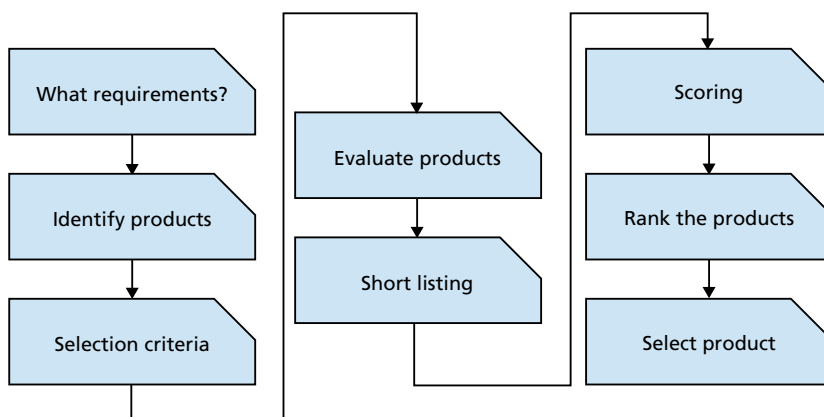 What requirements?
Identify products
Selection criteria
Evaluate products
Short listing
Scoring
Rank the products
Select product